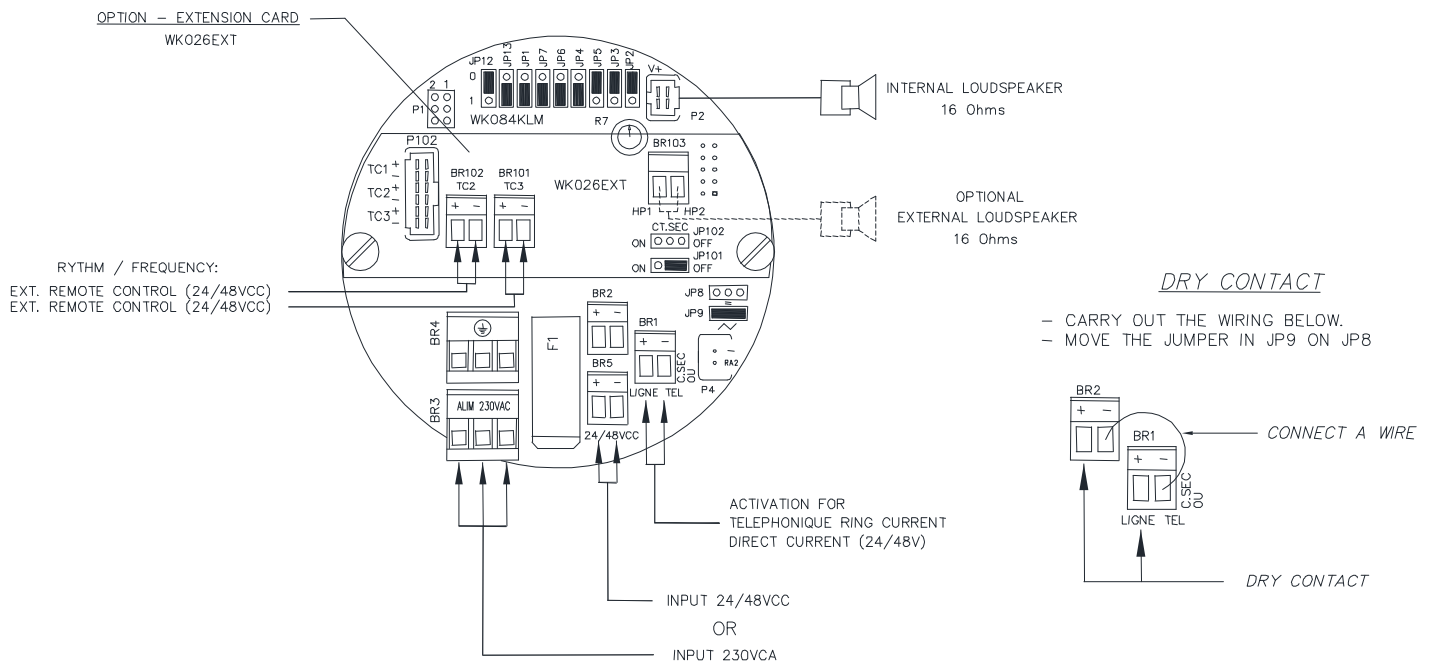 OPTION – EXTENSION CARD
WK026EXT
JP12
JP13
JP1
JP7
JP6
JP4
JP5
JP3
JP2
V+
0
1
2 1
P1
WK084KLM
R7
P2
INTERNAL LOUDSPEAKER
16 Ohms
P102
TC1 + –
TC2 + –
TC3 + –
BR102
TC2
+ –
BR101
TC3
+ –
WK026EXT
BR103
HP1 HP2
OPTIONAL
EXTERNAL LOUDSPEAKER
16 Ohms
CT.SEC
JP102
ON OFF
JP101
ON OFF
RYTHM / FREQUENCY:
EXT. REMOTE CONTROL (24/48VCC)
EXT. REMOTE CONTROL (24/48VCC)
BR4
F1
BR2
+ –
BR1
+ –
JP8
JP9
C.SEC
OU
RA2
P4
BR5
+ –
LIGNE TEL
BR3
ALIM 230VAC
24/48VCC
ACTIVATION FOR
TELEPHONIQUE RING CURRENT
DIRECT CURRENT (24/48V)
INPUT 24/48VCC
OR
INPUT 230VCA
DRY CONTACT
– CARRY OUT THE WIRING BELOW.
– MOVE THE JUMPER IN JP9 ON JP8
BR2
+ –
BR1
+ –
CONNECT A WIRE
C.SEC
OU
LIGNE TEL
DRY CONTACT